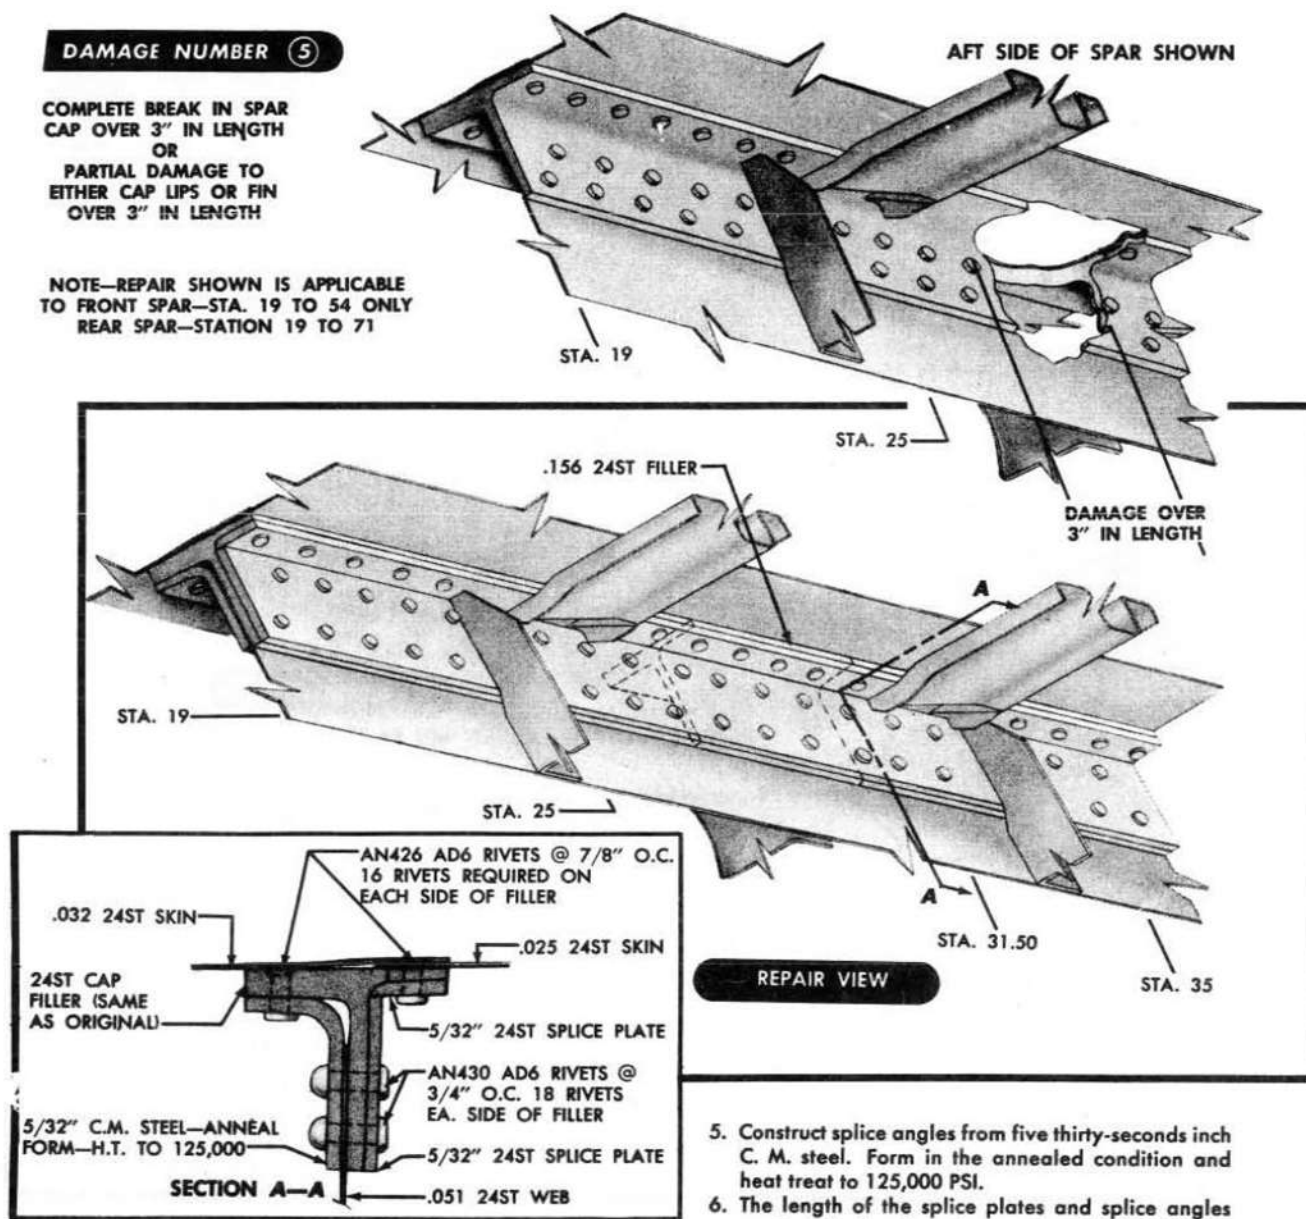 DAMAGE NUMBER 5
AFT SIDE OF SPAR SHOWN
COMPLETE BREAK IN SPAR
CAP OVER 3" IN LENGTH
OR
PARTIAL DAMAGE TO
EITHER CAP LIPS OR FIN
OVER 3" IN LENGTH
NOTE—REPAIR SHOWN IS APPLICABLE
TO FRONT SPAR—STA. 19 TO 54 ONLY
REAR SPAR—STATION 19 TO 71
STA. 19
STA. 25
DAMAGE OVER
3" IN LENGTH
.156 24ST FILLER
A
STA. 19
STA. 25
A
STA. 31.50
STA. 35
REPAIR VIEW
AN426 AD6 RIVETS @ 7/8" O.C.
16 RIVETS REQUIRED ON
EACH SIDE OF FILLER
.032 24ST SKIN
.025 24ST SKIN
24ST CAP
FILLER (SAME
AS ORIGINAL)
5/32" 24ST SPLICE PLATE
AN430 AD6 RIVETS @
3/4" O.C. 18 RIVETS
EA. SIDE OF FILLER
5/32" C.M. STEEL—ANNEAL
FORM—H.T. TO 125,000
5/32" 24ST SPLICE PLATE
SECTION A—A
.051 24ST WEB
5. Construct splice angles from five thirty-seconds inch
C. M. steel. Form in the annealed condition and
heat treat to 125,000 PSI.
6. The length of the splice plates and splice angles